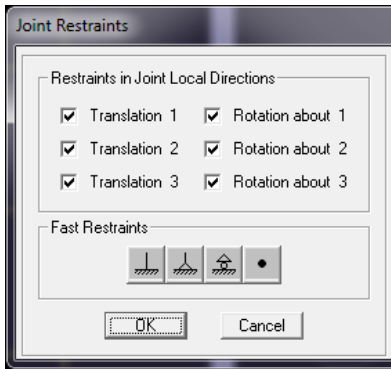 Joint Restraints
Restraints in Joint Local Directions
Translation 1 Rotation about 1
Translation 2 Rotation about 2
Translation 3 Rotation about 3
Fast Restraints
OK Cancel